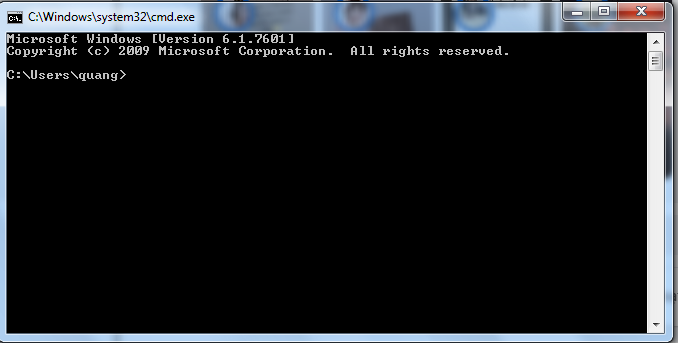 C:\Windows\system32\cmd.exe
Microsoft Windows [Version 6.1.7601]
Copyright (c) 2009 Microsoft Corporation.  All rights reserved.
C:\Users\quang>